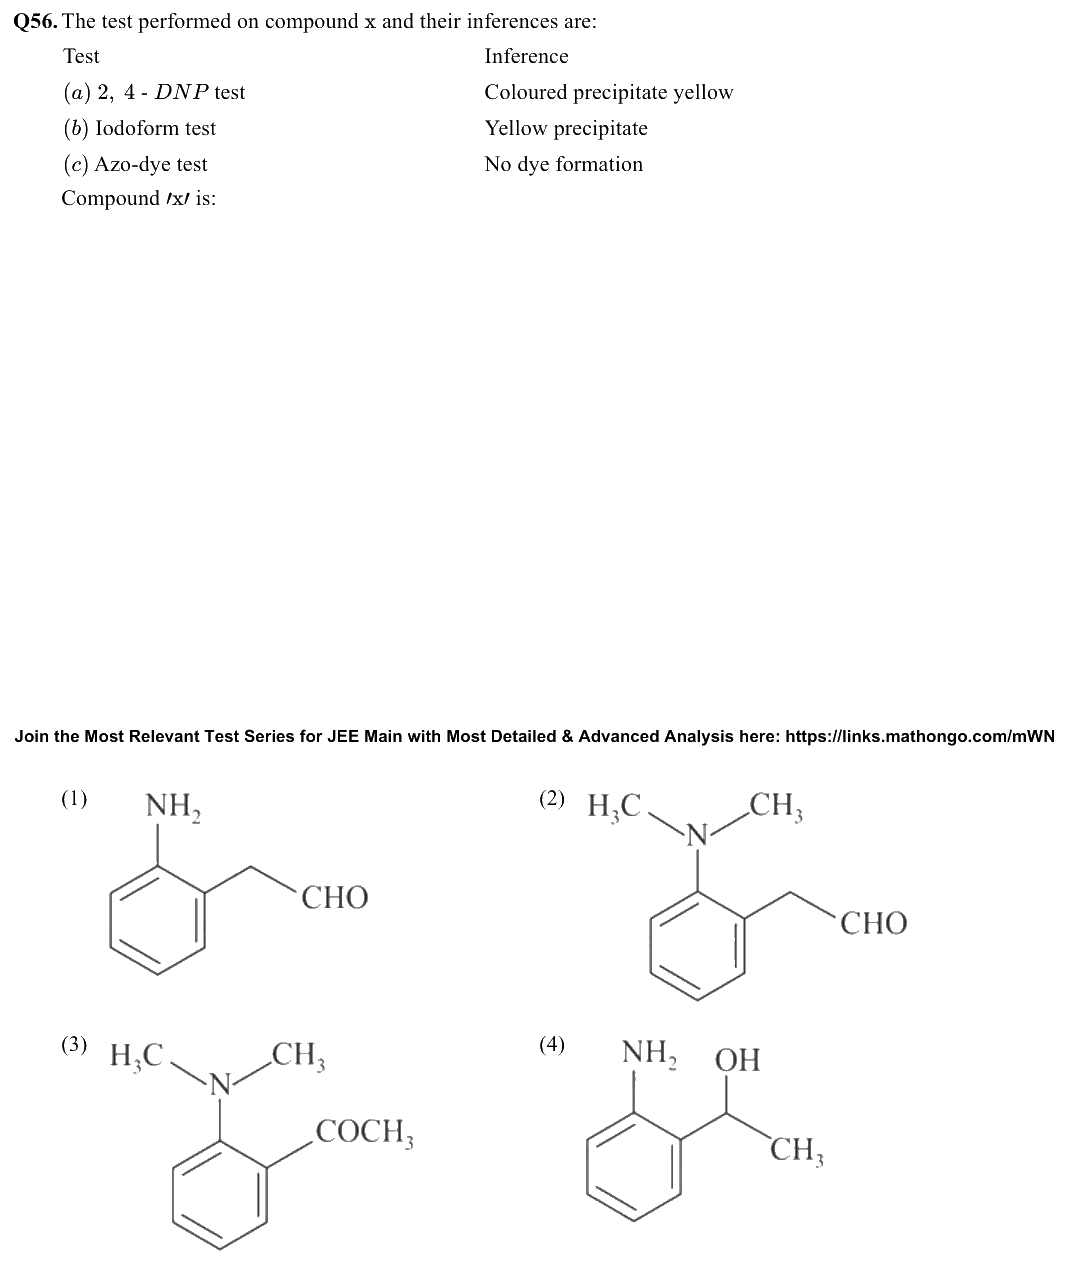 Q56. The test performed on compound x and their inferences are:
Test Inference
(a) 2, 4 - DNP test Coloured precipitate yellow
(b) Iodoform test Yellow precipitate
(c) Azo-dye test No dye formation
Compound ′x′ is:
Join the Most Relevant Test Series for JEE Main with Most Detailed & Advanced Analysis here: https://links.mathongo.com/mWN
(1) NH₂
CHO
(2) H₃C CH₃
N
CHO
(3) H₃C CH₃
N
COCH₃
(4) NH₂ OH
CH₃